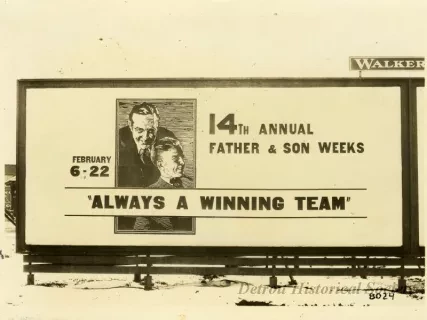 WALKER
14TH ANNUAL
FATHER & SON WEEKS
FEBRUARY
6-22
"ALWAYS A WINNING TEAM"
Detroit Historical Society
8024